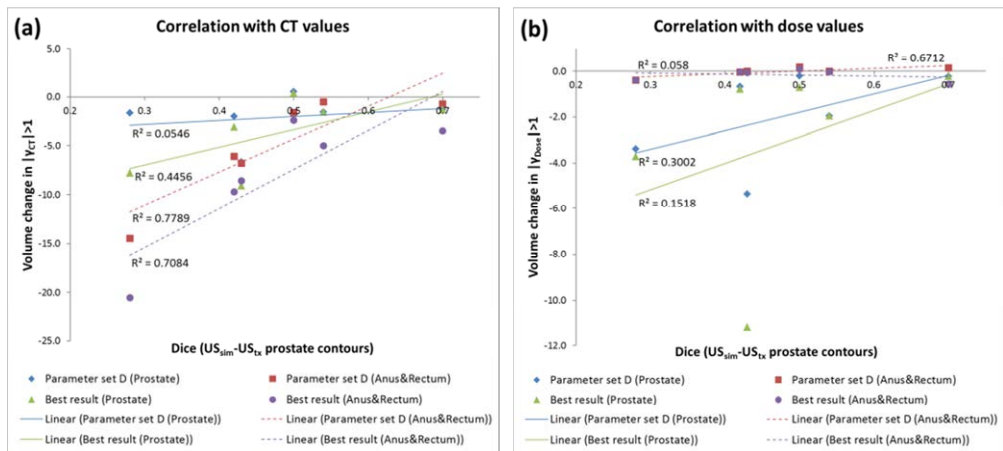 (a)
Correlation with CT values
5.0
0.0
-5.0
-10.0
-15.0
-20.0
-25.0
0.2 0.3 0.4 0.5 0.6 0.7
Volume change in |γCT|>1
R² = 0.0546
R² = 0.4456
R² = 0.7789
R² = 0.7084
Dice (USsim-UStx prostate contours)
Parameter set D (Prostate)
Parameter set D (Anus&Rectum)
Best result (Prostate)
Best result (Anus&Rectum)
Linear (Parameter set D (Prostate))
Linear (Parameter set D (Anus&Rectum))
Linear (Best result (Prostate))
Linear (Best result (Anus&Rectum))
(b)
Correlation with dose values
0.0
-2.0
-4.0
-6.0
-8.0
-10.0
-12.0
0.2 0.3 0.4 0.5 0.6 0.7
Volume change in |γDose|>1
R² = 0.058
R² = 0.6712
R² = 0.3002
R² = 0.1518
Dice (USsim-UStx prostate contours)
Parameter set D (Prostate)
Parameter set D (Anus&Rectum)
Best result (Prostate)
Best result (Anus&Rectum)
Linear (Parameter set D (Prostate))
Linear (Parameter set D (Anus&Rectum))
Linear (Best result (Prostate))
Linear (Best result (Anus&Rectum))